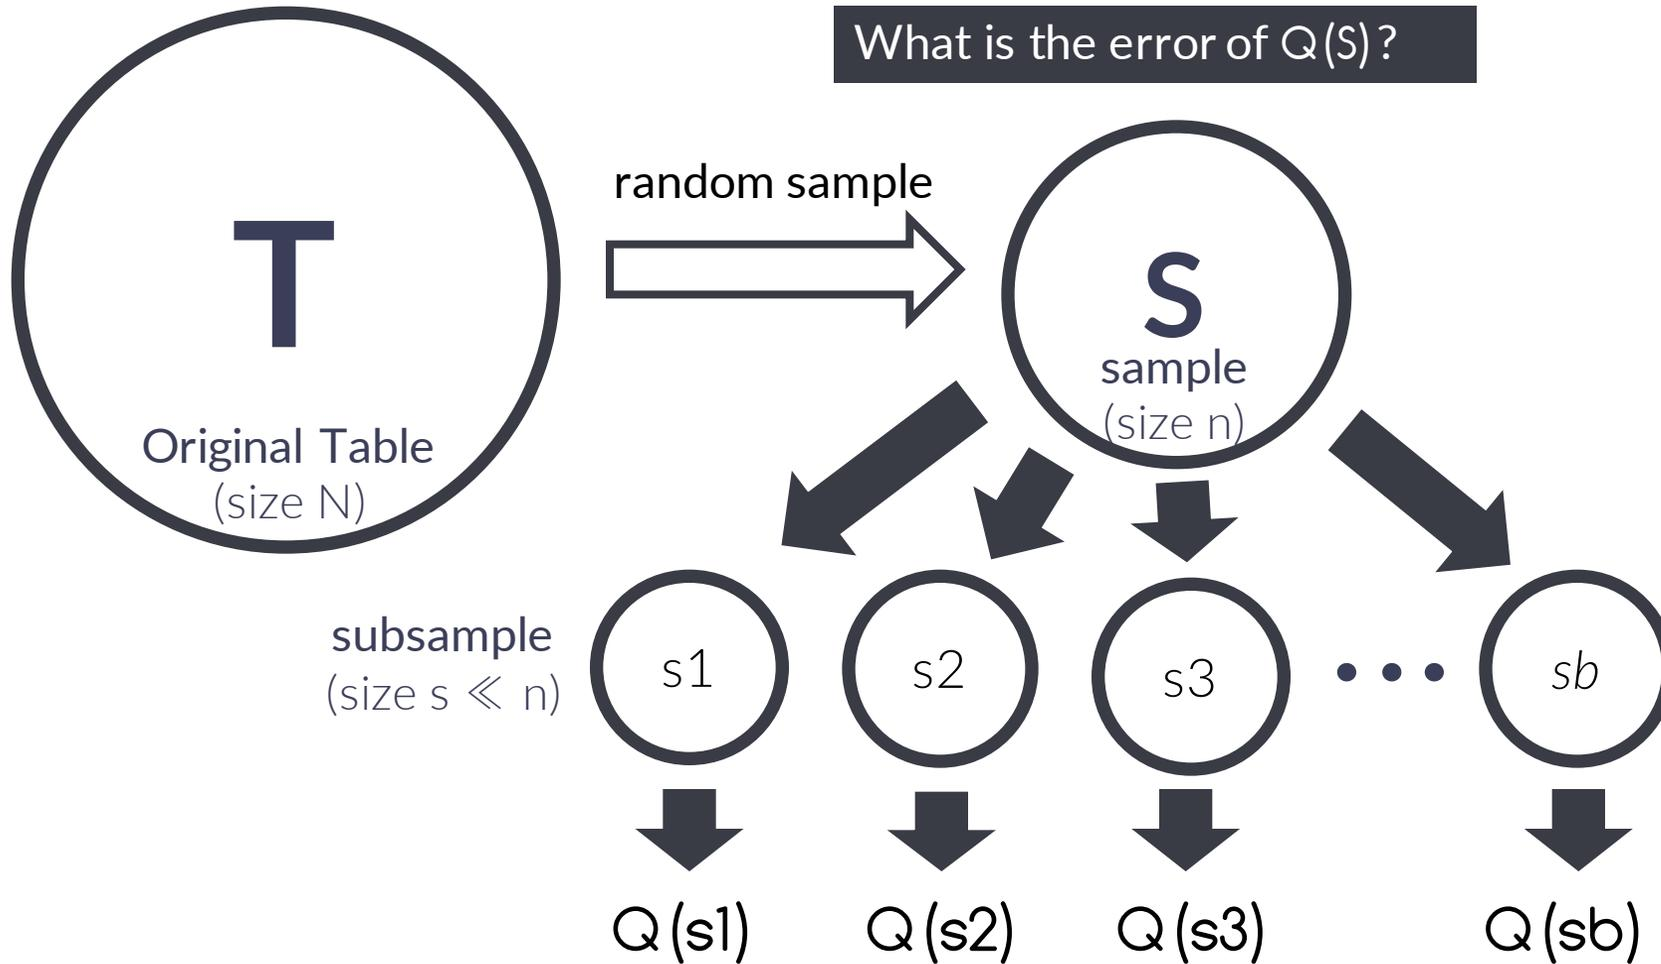 What is the error of Q(S)?
random sample
T
Original Table
(size N)
S
sample
(size n)
subsample
(size s ≪ n)
s1
s2
s3
• • •
sb
Q(s1)
Q(s2)
Q(s3)
Q(sb)